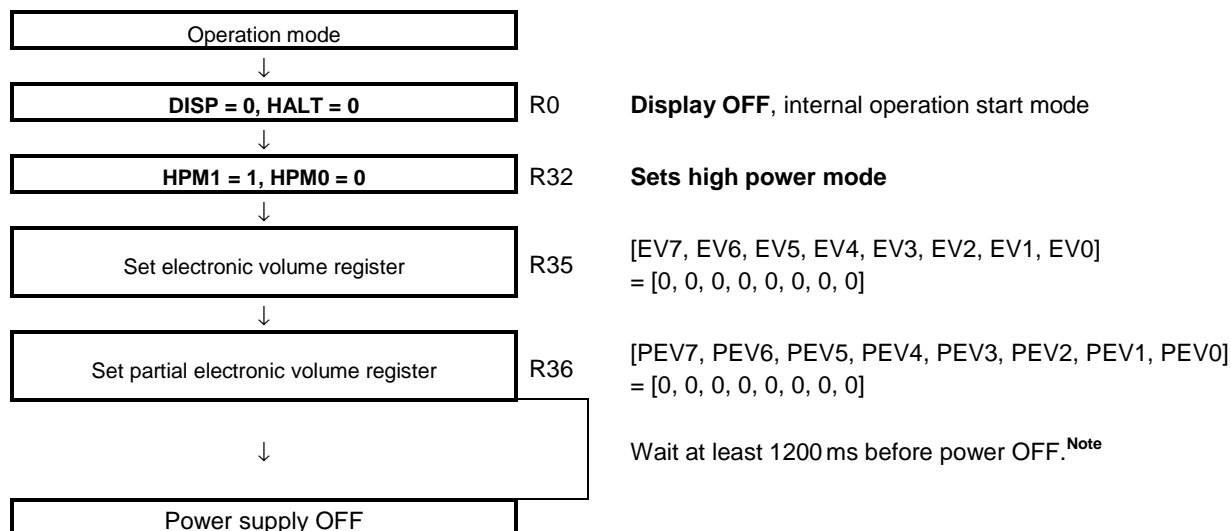 Operation mode
↓
DISP = 0, HALT = 0 R0 Display OFF, internal operation start mode
↓
HPM1 = 1, HPM0 = 0 R32 Sets high power mode
↓
Set electronic volume register R35 [EV7, EV6, EV5, EV4, EV3, EV2, EV1, EV0]
= [0, 0, 0, 0, 0, 0, 0, 0]
↓
Set partial electronic volume register R36 [PEV7, PEV6, PEV5, PEV4, PEV3, PEV2, PEV1, PEV0]
= [0, 0, 0, 0, 0, 0, 0, 0]
↓ Wait at least 1200 ms before power OFF.Note
Power supply OFF